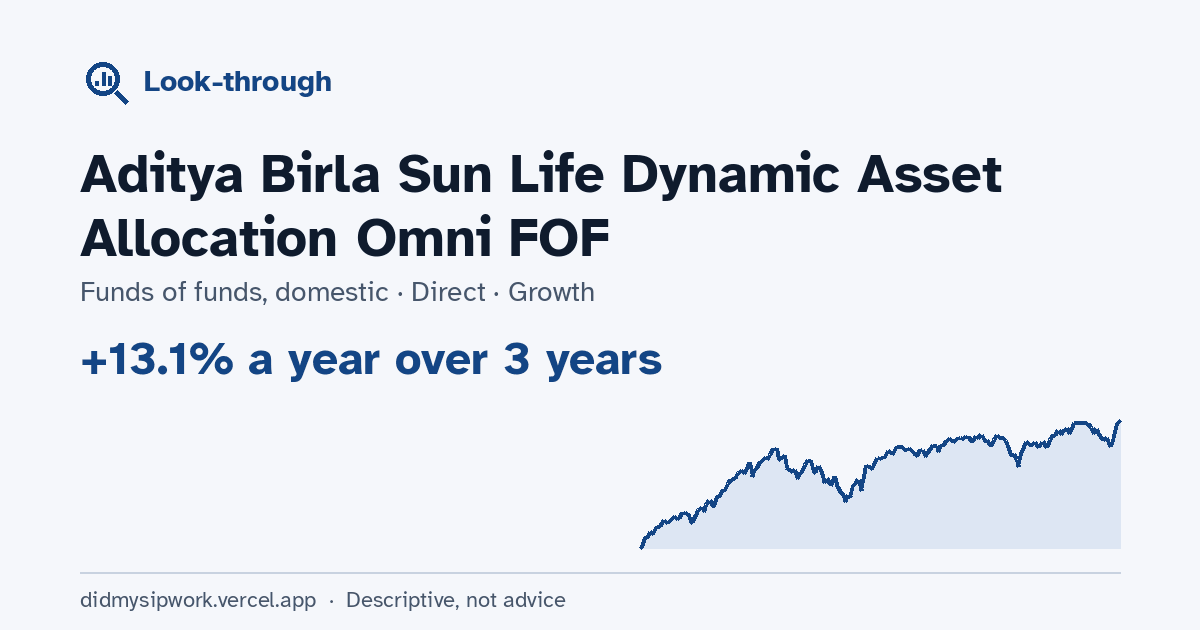 Look-through
Aditya Birla Sun Life Dynamic Asset
Allocation Omni FOF
Funds of funds, domestic · Direct · Growth
+13.1% a year over 3 years
didmysipwork.vercel.app · Descriptive, not advice